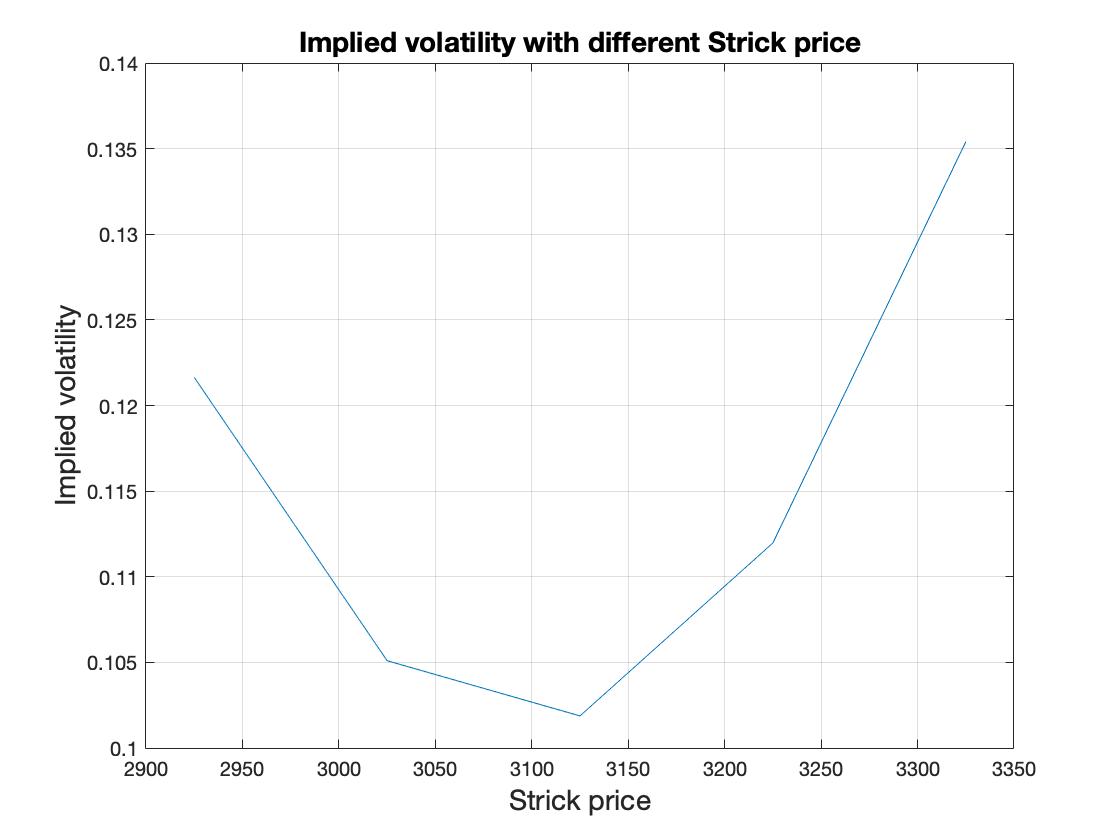 Implied volatility with different Strick price
0.14
0.135
0.13
0.125
0.12
0.115
0.11
0.105
0.1
Implied volatility
2900 2950 3000 3050 3100 3150 3200 3250 3300 3350
Strick price